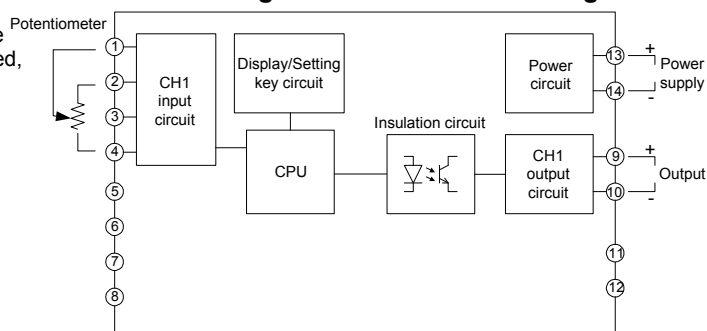 Potentiometer
ed,
1
2
3
4
5
6
7
8
CH1
input
circuit
Display/Setting
key circuit
CPU
Insulation circuit
Power
circuit
CH1
output
circuit
13
14
9
10
11
12
+
Power
supply
-
+
Output
-